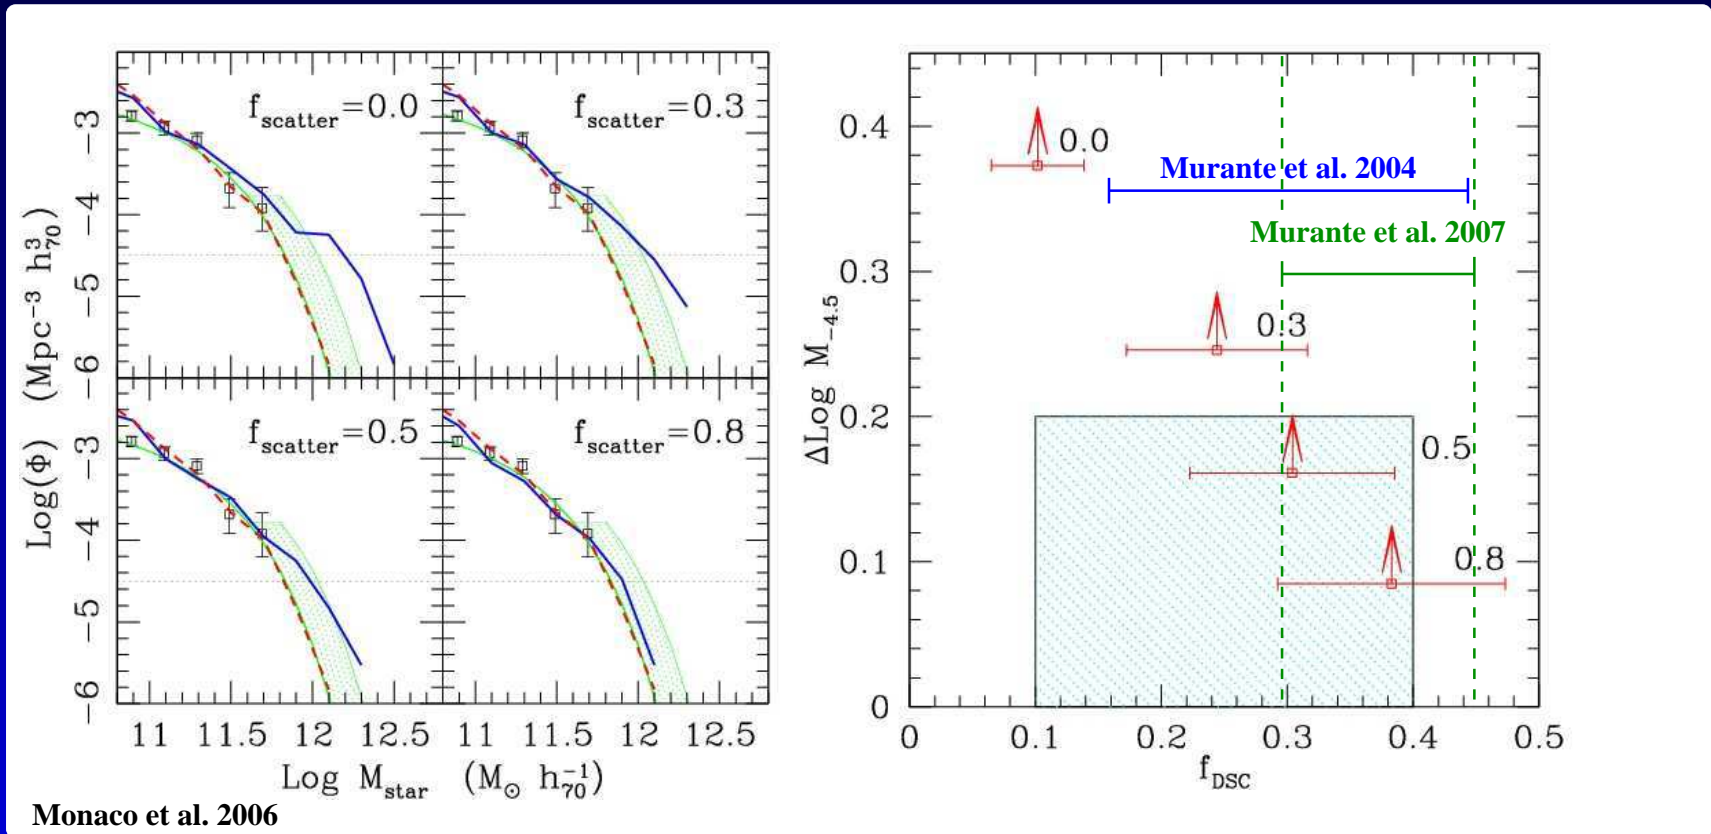 f_scatter=0.0
f_scatter=0.3
f_scatter=0.5
f_scatter=0.8
−3
−4
−5
−6
−3
−4
−5
−6
Log(Φ) (Mpc⁻³ h³₇₀)
11 11.5 12 12.5 11 11.5 12 12.5
Log M_star (M⊙ h⁻¹₇₀)
Monaco et al. 2006
0.4
0.3
0.2
0.1
0
ΔLog M₋₄.₅
0.0
Murante et al. 2004
Murante et al. 2007
0.3
0.5
0.8
0 0.1 0.2 0.3 0.4 0.5
f_DSC